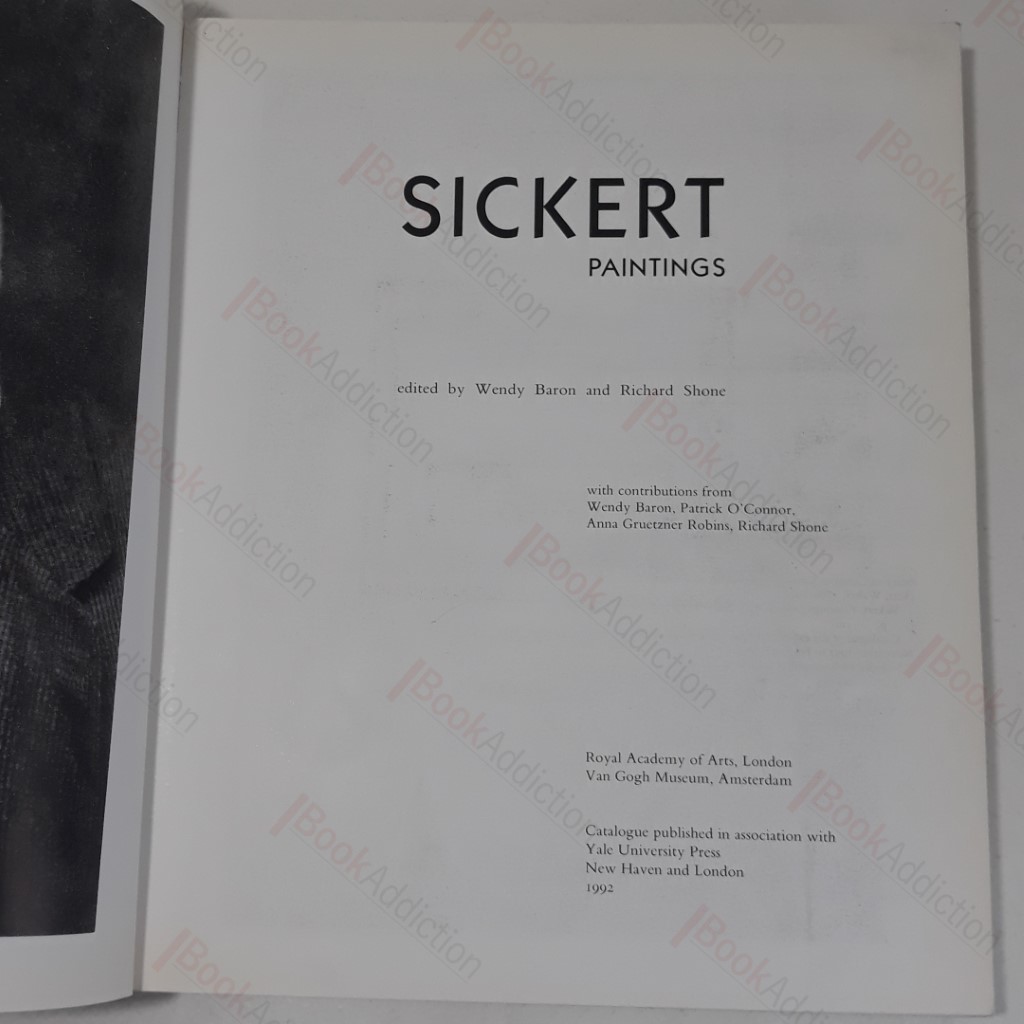 SICKERT
PAINTINGS
edited by Wendy Baron and Richard Shone
with contributions from
Wendy Baron, Patrick O'Connor,
Anna Gruetzner Robins, Richard Shone
Royal Academy of Arts, London
Van Gogh Museum, Amsterdam
Catalogue published in association with
Yale University Press
New Haven and London
1992
BookAddiction